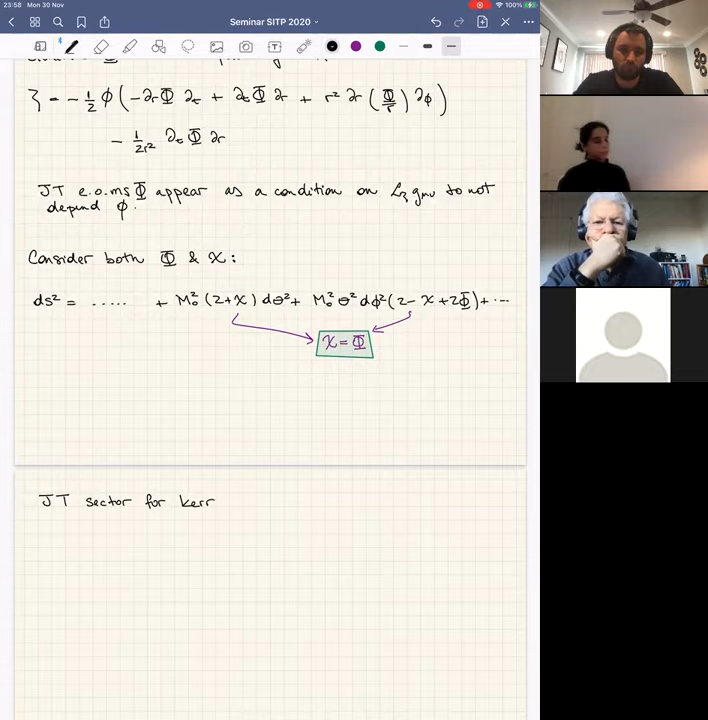 23:58 Mon 30 Nov
100%
Seminar SITP 2020
ζ = - 1/2 ϕ ( -∂r Φ ∂t + ∂t Φ ∂r + r² ∂r (Φ/r) ∂ϕ )
- 1/2r² ∂t Φ ∂r
JT e.o.ms Φ appear as a condition on L_ζ gμν to not
depend ϕ.
Consider both Φ & χ:
ds² = ..... + M₀² (2+χ) dθ² + M₀² θ² dϕ² (2 - χ + 2Φ) + ...
χ = Φ
JT sector for kerr